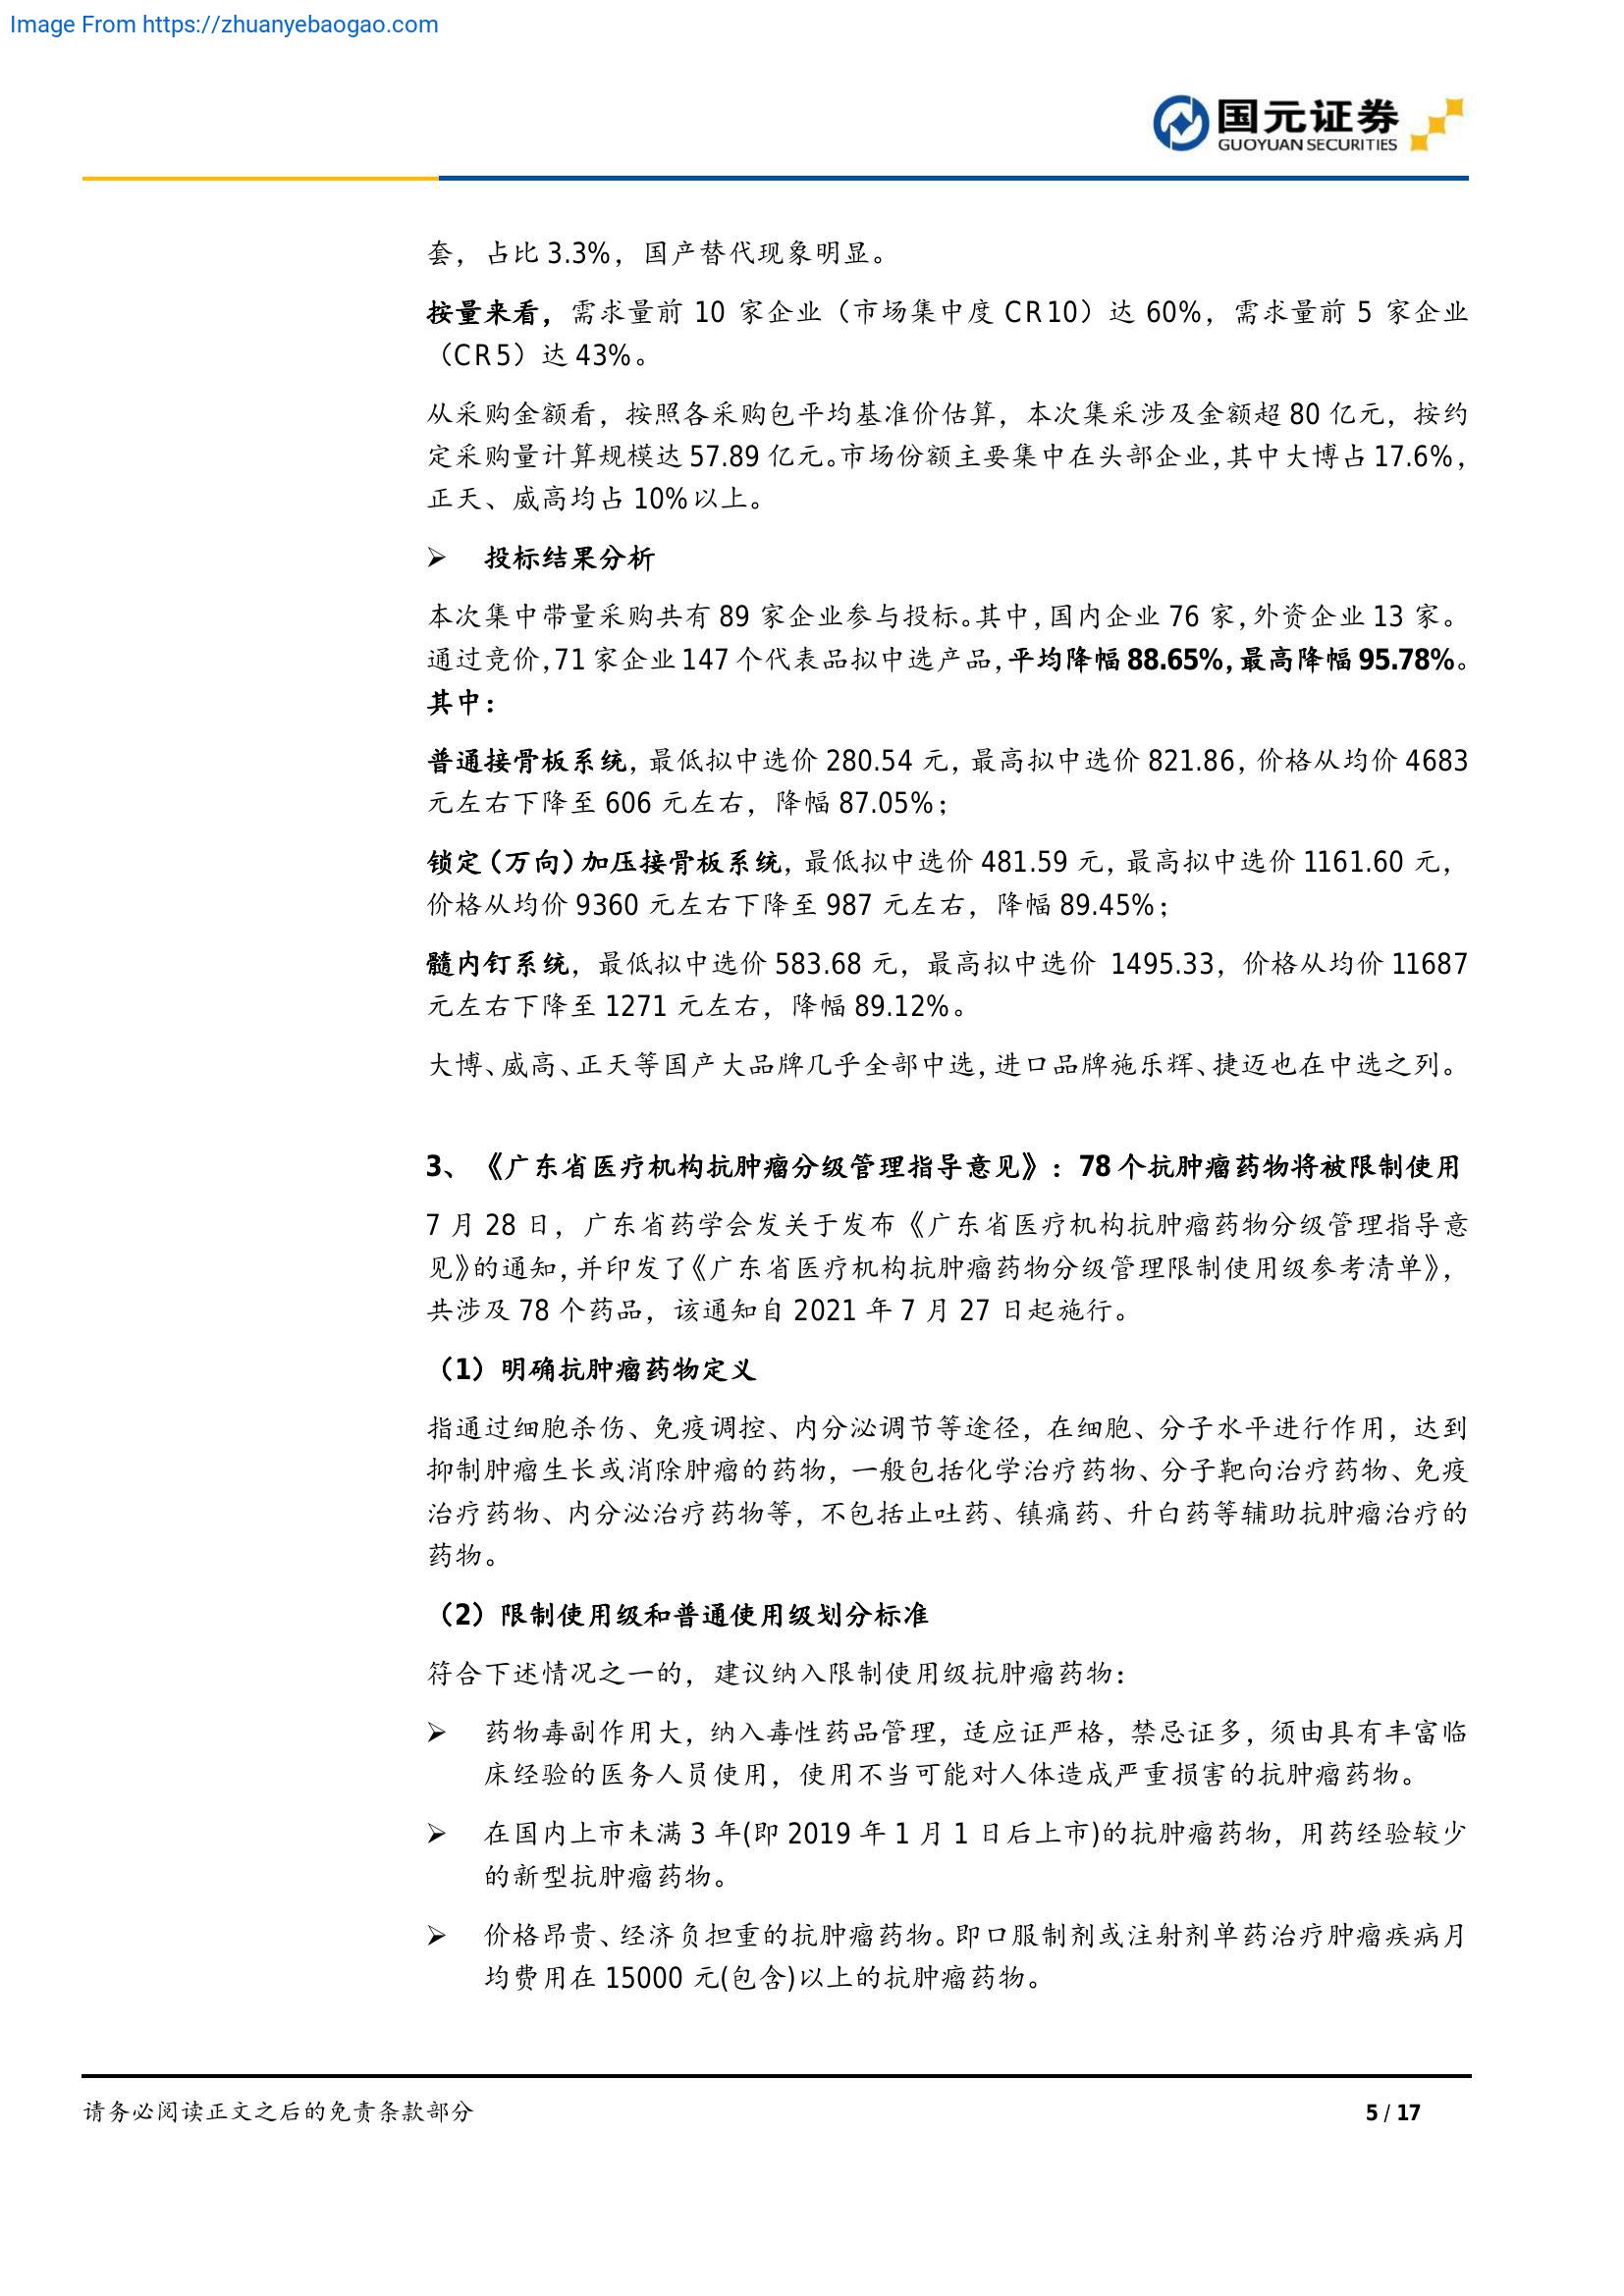 Image From https://zhuanyebaogao.com
国元证券
GUOYUAN SECURITIES
套，占比 3.3%，国产替代现象明显。
按量来看，需求量前 10 家企业（市场集中度 CR10）达 60%，需求量前 5 家企业
（CR5）达 43%。
从采购金额看，按照各采购包平均基准价估算，本次集采涉及金额超 80 亿元，按约
定采购量计算规模达 57.89 亿元。市场份额主要集中在头部企业，其中大博占 17.6%，
正天、威高均占 10%以上。
➢ 投标结果分析
本次集中带量采购共有 89 家企业参与投标。其中，国内企业 76 家，外资企业 13 家。
通过竞价，71 家企业 147 个代表品拟中选产品，平均降幅 88.65%，最高降幅 95.78%。
其中：
普通接骨板系统，最低拟中选价 280.54 元，最高拟中选价 821.86，价格从均价 4683
元左右下降至 606 元左右，降幅 87.05%；
锁定（万向）加压接骨板系统，最低拟中选价 481.59 元，最高拟中选价 1161.60 元，
价格从均价 9360 元左右下降至 987 元左右，降幅 89.45%；
髓内钉系统，最低拟中选价 583.68 元，最高拟中选价 1495.33，价格从均价 11687
元左右下降至 1271 元左右，降幅 89.12%。
大博、威高、正天等国产大品牌几乎全部中选，进口品牌施乐辉、捷迈也在中选之列。
3、《广东省医疗机构抗肿瘤分级管理指导意见》：78 个抗肿瘤药物将被限制使用
7 月 28 日，广东省药学会发关于发布《广东省医疗机构抗肿瘤药物分级管理指导意
见》的通知，并印发了《广东省医疗机构抗肿瘤药物分级管理限制使用级参考清单》，
共涉及 78 个药品，该通知自 2021 年 7 月 27 日起施行。
（1）明确抗肿瘤药物定义
指通过细胞杀伤、免疫调控、内分泌调节等途径，在细胞、分子水平进行作用，达到
抑制肿瘤生长或消除肿瘤的药物，一般包括化学治疗药物、分子靶向治疗药物、免疫
治疗药物、内分泌治疗药物等，不包括止吐药、镇痛药、升白药等辅助抗肿瘤治疗的
药物。
（2）限制使用级和普通使用级划分标准
符合下述情况之一的，建议纳入限制使用级抗肿瘤药物：
➢ 药物毒副作用大，纳入毒性药品管理，适应证严格，禁忌证多，须由具有丰富临
床经验的医务人员使用，使用不当可能对人体造成严重损害的抗肿瘤药物。
➢ 在国内上市未满 3 年(即 2019 年 1 月 1 日后上市)的抗肿瘤药物，用药经验较少
的新型抗肿瘤药物。
➢ 价格昂贵、经济负担重的抗肿瘤药物。即口服制剂或注射剂单药治疗肿瘤疾病月
均费用在 15000 元(包含)以上的抗肿瘤药物。
请务必阅读正文之后的免责条款部分
5 / 17